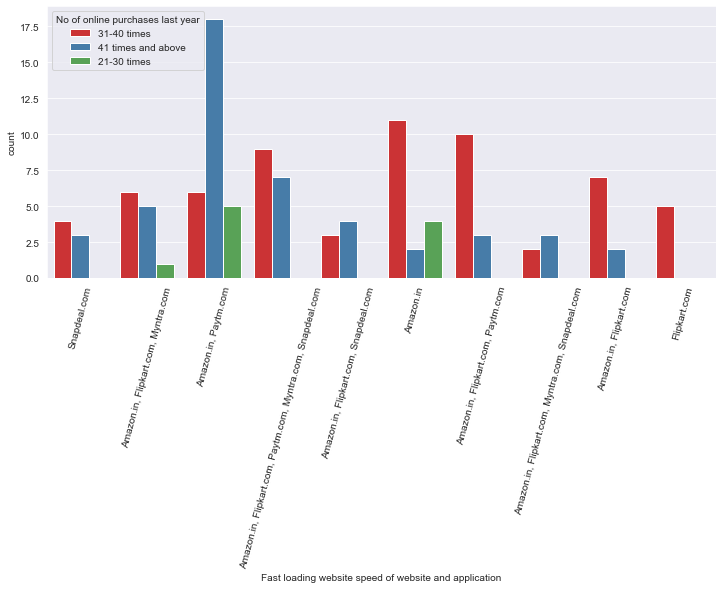 No of online purchases last year
31-40 times
41 times and above
21-30 times
count
17.5
15.0
12.5
10.0
7.5
5.0
2.5
0.0
Snapdeal.com
Amazon.in, Flipkart.com, Myntra.com
Amazon.in, Paytm.com
Amazon.in, Flipkart.com, Paytm.com, Myntra.com, Snapdeal.com
Amazon.in, Flipkart.com, Snapdeal.com
Amazon.in
Amazon.in, Flipkart.com, Paytm.com
Amazon.in, Flipkart.com, Myntra.com, Snapdeal.com
Amazon.in, Flipkart.com
Flipkart.com
Fast loading website speed of website and application